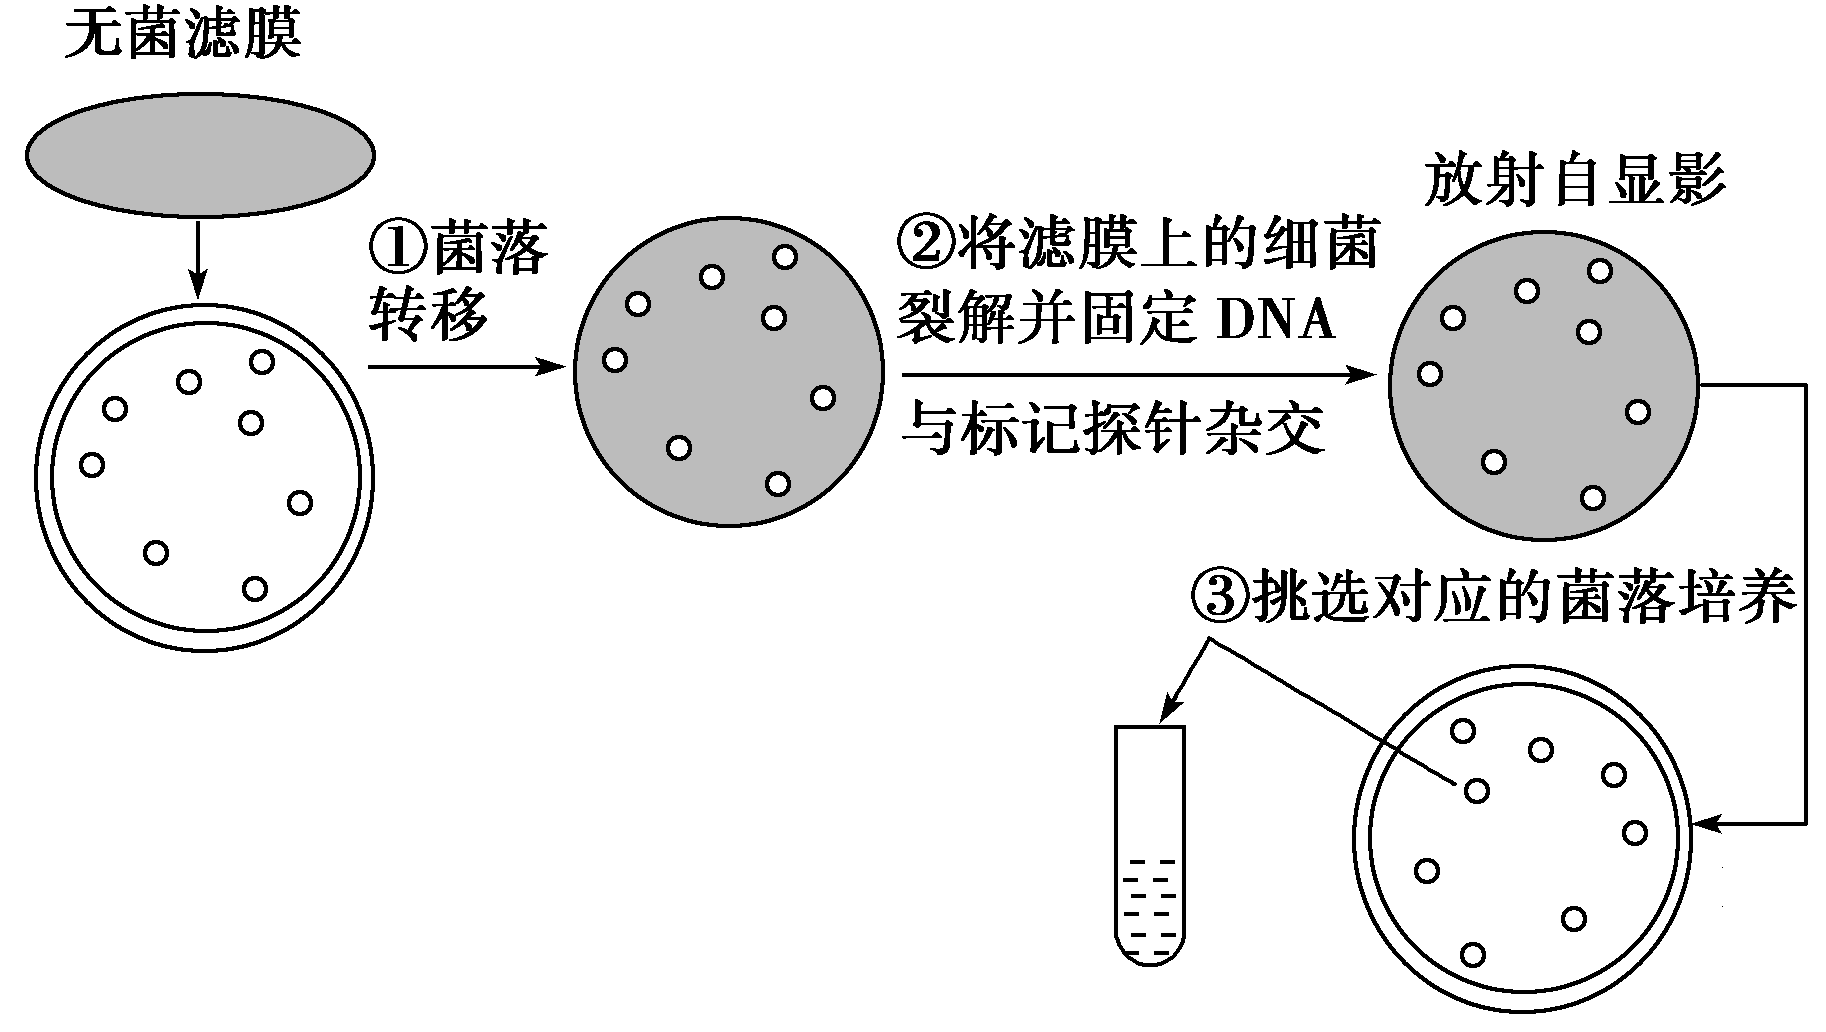 无菌滤膜
①菌落
转移
②将滤膜上的细菌
裂解并固定 DNA
与标记探针杂交
放射自显影
③挑选对应的菌落培养